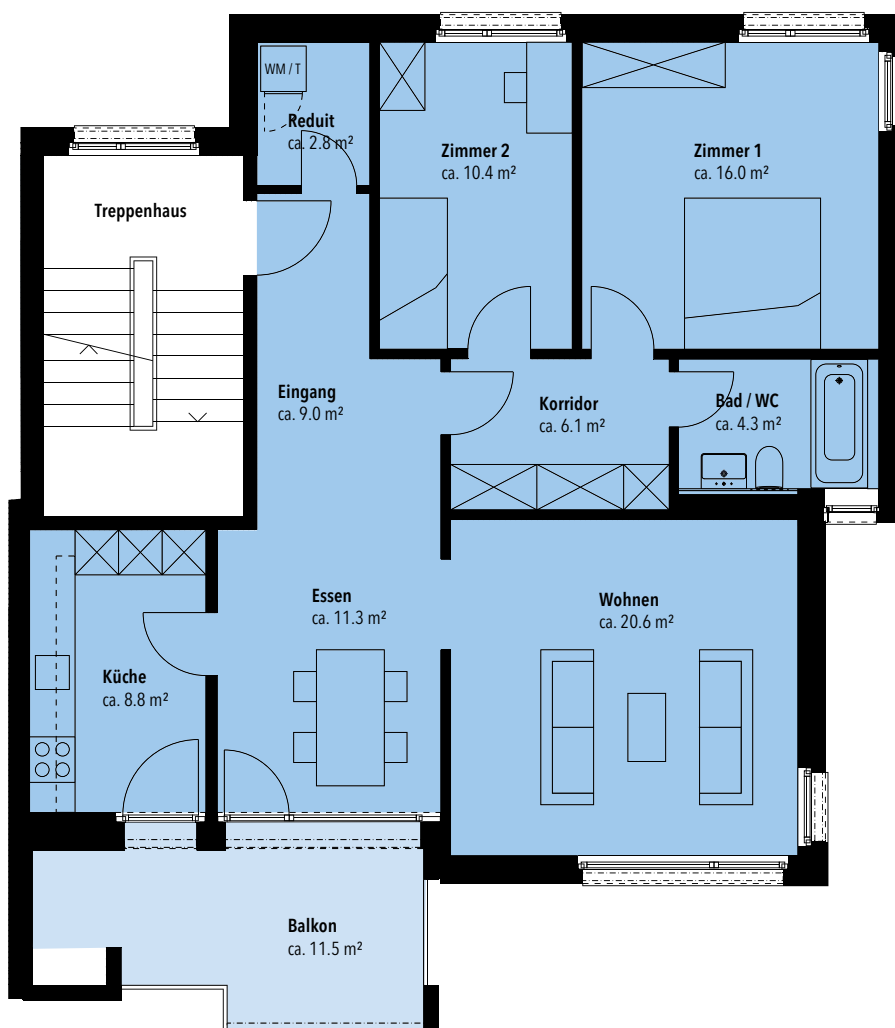 WM / T
Reduit
ca. 2.8 m²
Zimmer 2
ca. 10.4 m²
Zimmer 1
ca. 16.0 m²
Treppenhaus
Eingang
ca. 9.0 m²
Korridor
ca. 6.1 m²
Bad / WC
ca. 4.3 m²
Essen
ca. 11.3 m²
Wohnen
ca. 20.6 m²
Küche
ca. 8.8 m²
Balkon
ca. 11.5 m²